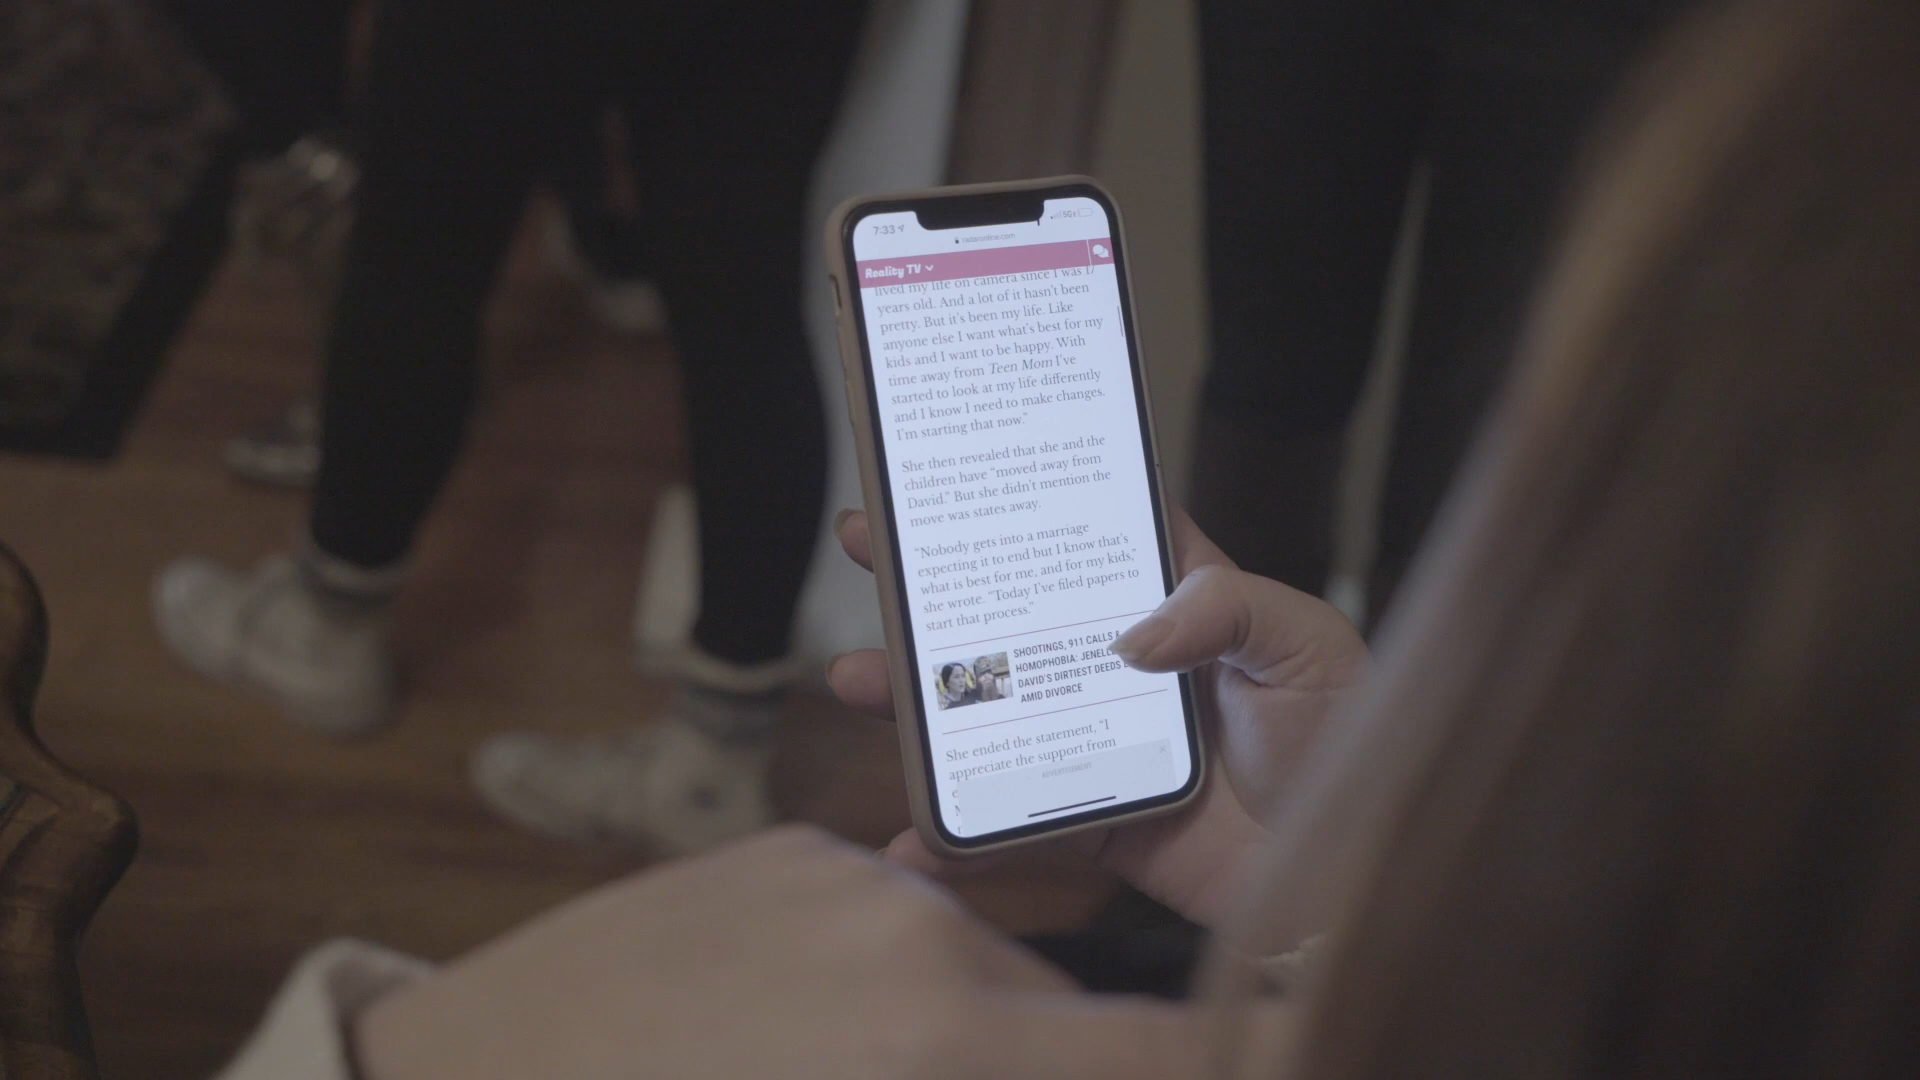 7:33
5G
radaronline.com
Reality TV
lived my life on camera since I was 17
years old. And a lot of it hasn't been
pretty. But it's been my life. Like
anyone else I want what's best for my
kids and I want to be happy. With
time away from Teen Mom I've
started to look at my life differently
and I know I need to make changes.
I'm starting that now."
She then revealed that she and the
children have "moved away from
David." But she didn't mention the
move was states away.
"Nobody gets into a marriage
expecting it to end but I know that's
what is best for me, and for my kids,"
she wrote. "Today I've filed papers to
start that process."
SHOOTINGS, 911 CALLS &
HOMOPHOBIA: JENELLE
DAVID'S DIRTIEST DEEDS
AMID DIVORCE
She ended the statement, "I
appreciate the support from
ADVERTISEMENT